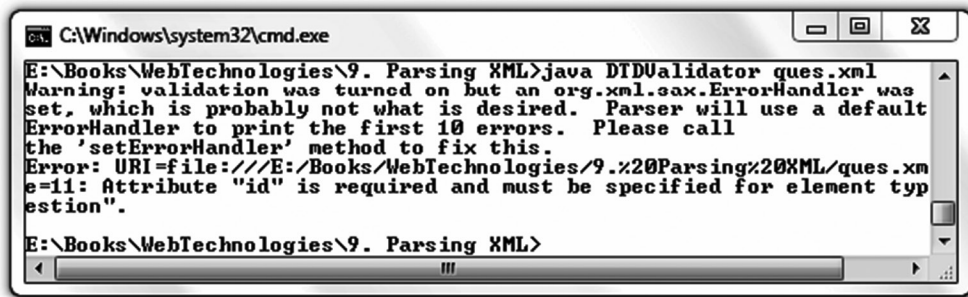 C:\Windows\system32\cmd.exe
E:\Books\WebTechnologies\9. Parsing XML>java DTDValidator ques.xml
Warning: validation was turned on but an org.xml.sax.ErrorHandler was
set, which is probably not what is desired.  Parser will use a default
ErrorHandler to print the first 10 errors.  Please call
the 'setErrorHandler' method to fix this.
Error: URI=file:///E:/Books/WebTechnologies/9.%20Parsing%20XML/ques.xm
e=11: Attribute "id" is required and must be specified for element typ
estion".
E:\Books\WebTechnologies\9. Parsing XML>